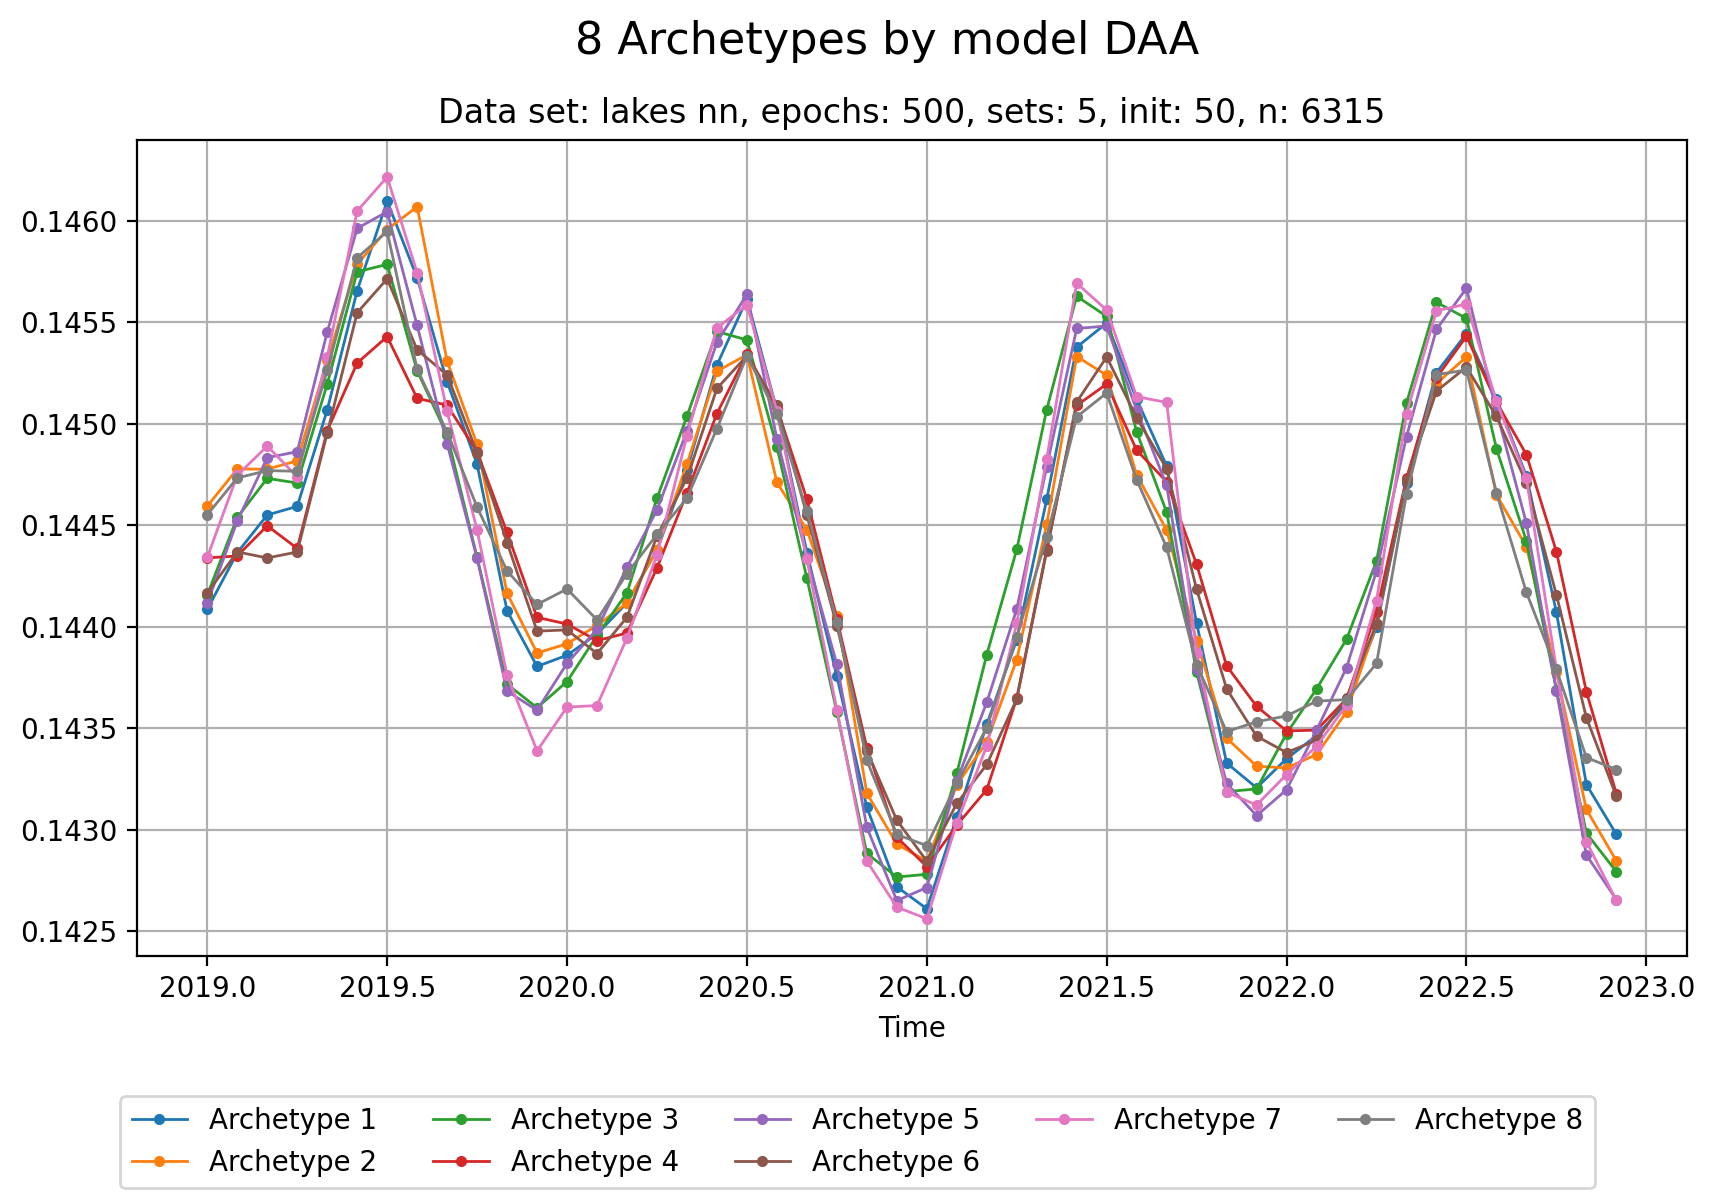 8 Archetypes by model DAA
Data set: lakes nn, epochs: 500, sets: 5, init: 50, n: 6315
0.1460
0.1455
0.1450
0.1445
0.1440
0.1435
0.1430
0.1425
2019.0 2019.5 2020.0 2020.5 2021.0 2021.5 2022.0 2022.5 2023.0
Time
Archetype 1 Archetype 3 Archetype 5 Archetype 7 Archetype 8
Archetype 2 Archetype 4 Archetype 6